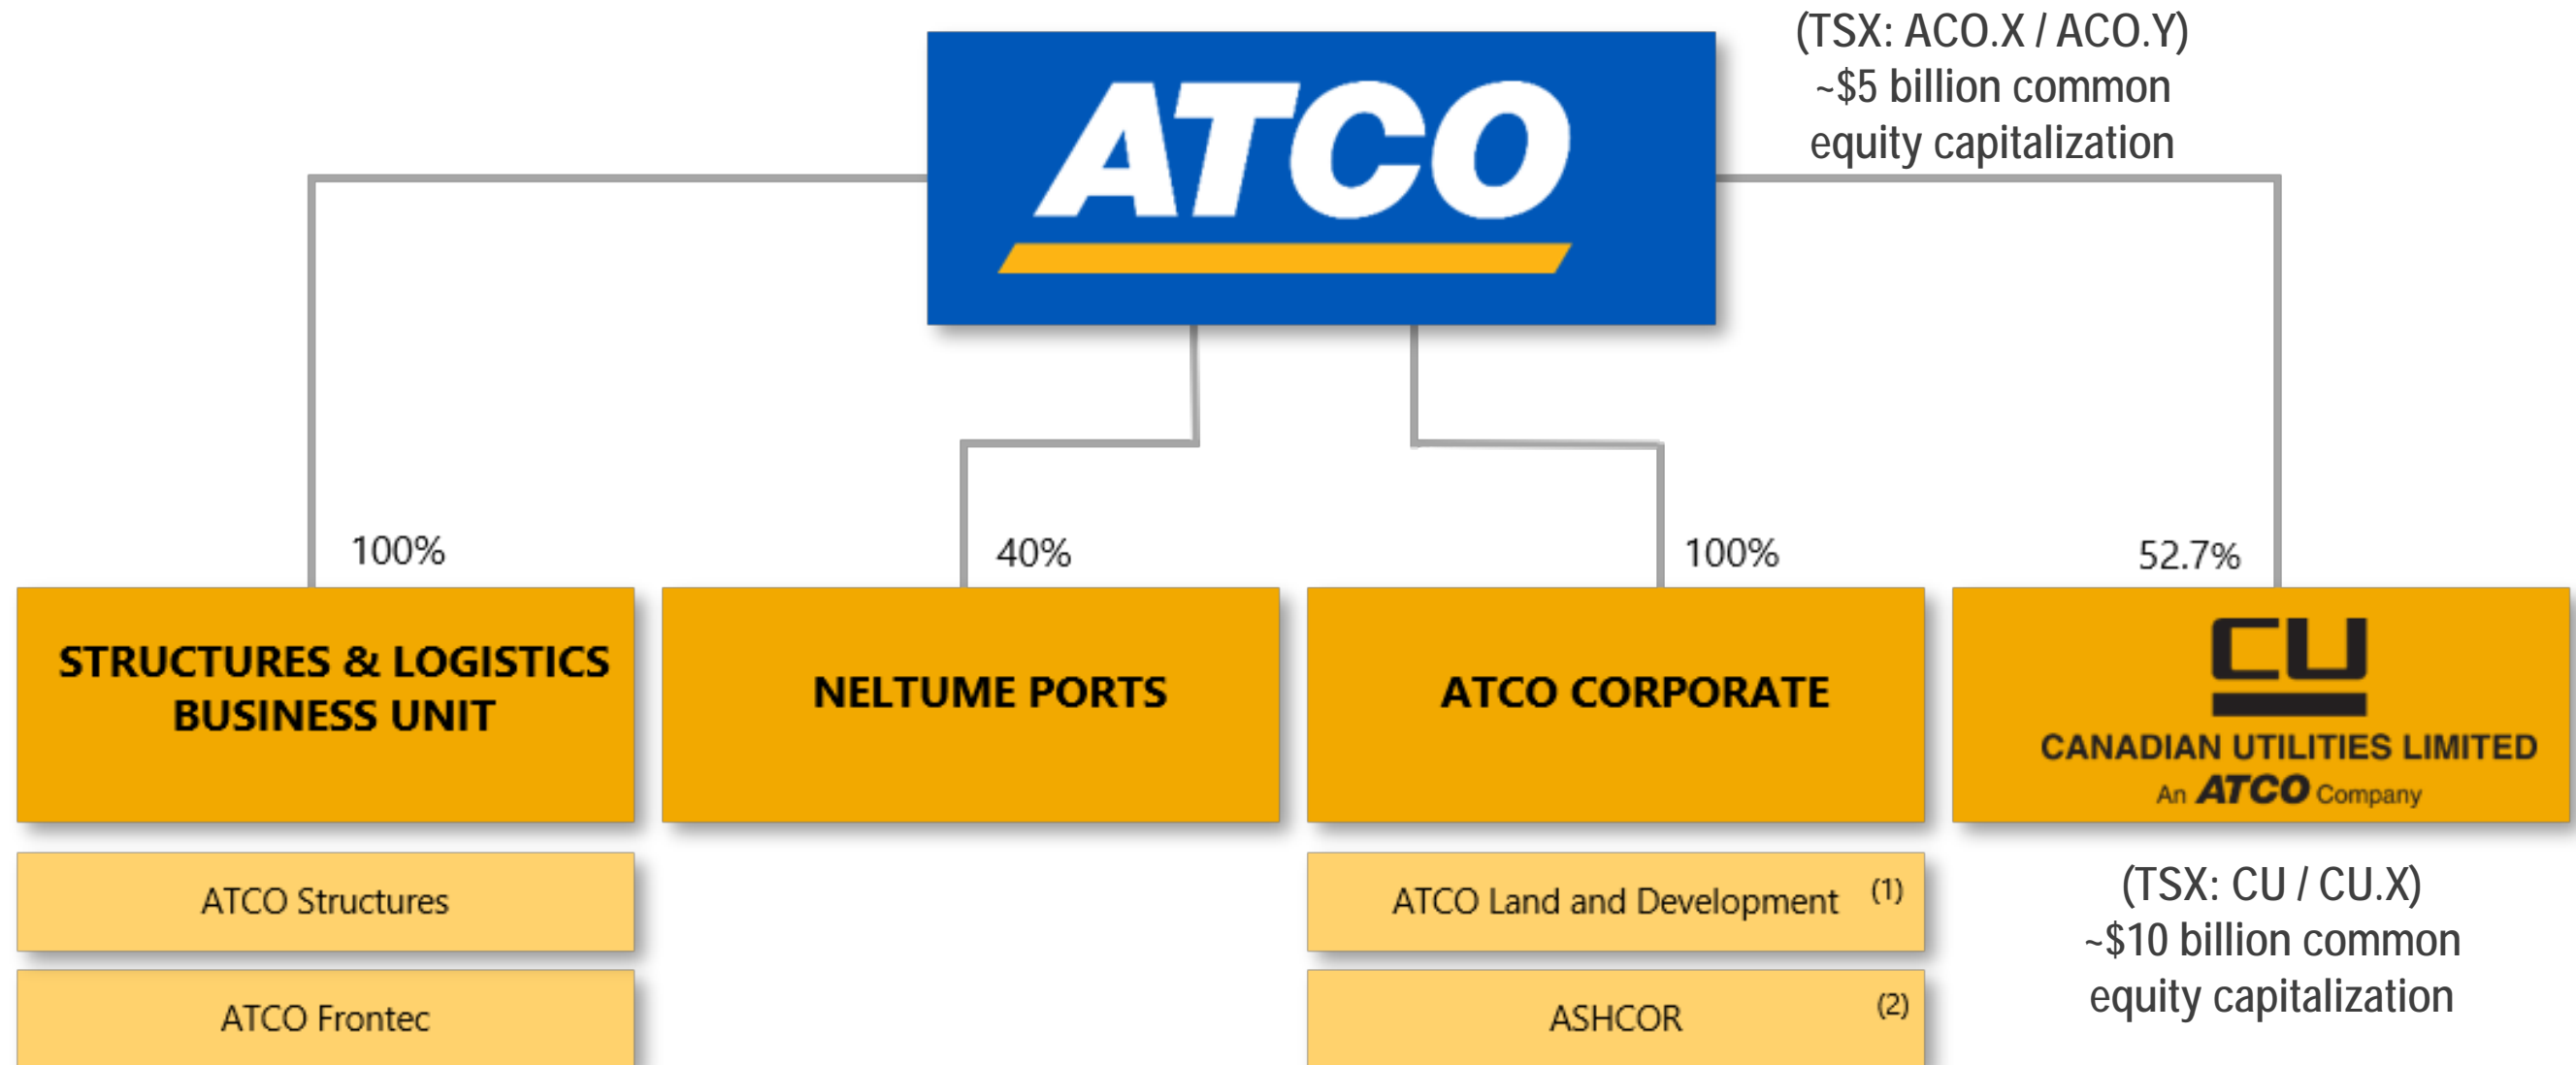 (TSX: ACO.X / ACO.Y)
~$5 billion common
equity capitalization
ATCO
100%
40%
100%
52.7%
STRUCTURES & LOGISTICS
BUSINESS UNIT
NELTUME PORTS
ATCO CORPORATE
CU
CANADIAN UTILITIES LIMITED
An ATCO Company
ATCO Structures
ATCO Frontec
ATCO Land and Development (1)
ASHCOR (2)
(TSX: CU / CU.X)
~$10 billion common
equity capitalization